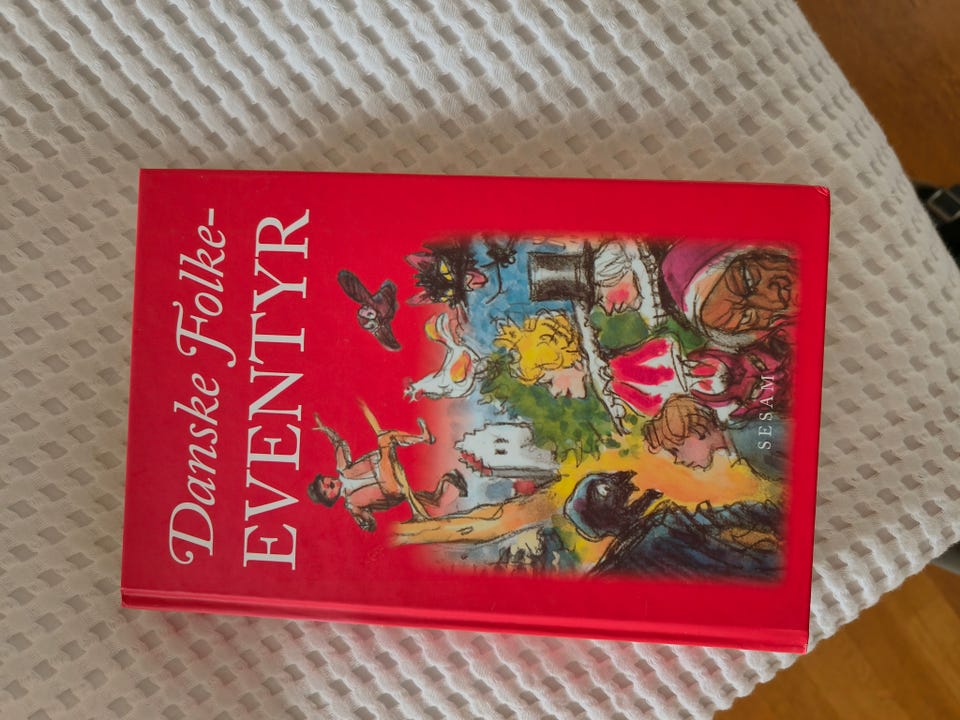 Danske Folke-
EVENTYR
SESAM